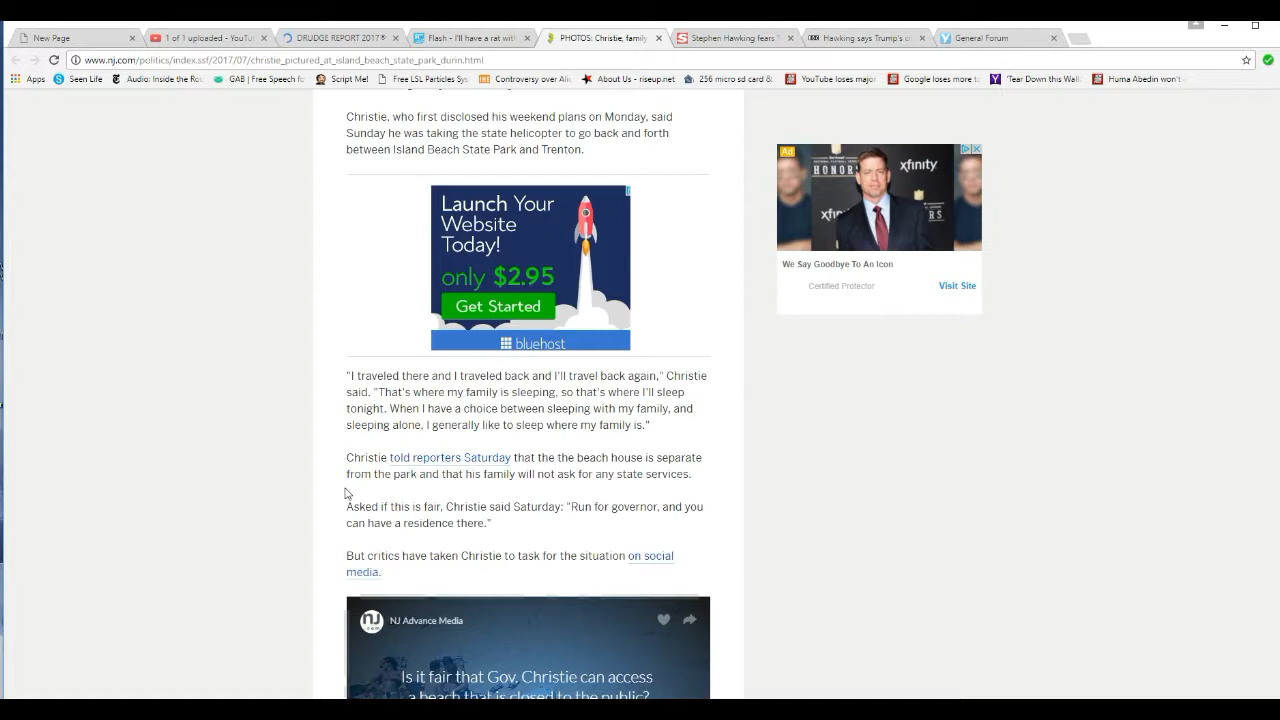 New Page
1 of 1 uploaded - YouTu
DRUDGE REPORT 2017®
Flash - I'll have a rest with
PHOTOS: Christie, family
Stephen Hawking fears
Hawking says Trump's c
General Forum
www.nj.com/politics/index.ssf/2017/07/christie_pictured_at_island_beach_state_park_durin.html
Apps
Seen Life
Audio: Inside the Ro
GAB | Free Speech fo
Script Me!
Free LSL Particle Sys
Controversy over Ali
About Us - riseup.net
256 micro sd card &
YouTube loses major
Google loses more t
'Tear Down this Wall
Huma Abedin won't
Christie, who first disclosed his weekend plans on Monday, said
Sunday he was taking the state helicopter to go back and forth
between Island Beach State Park and Trenton.
Launch Your
Website
Today!
only $2.95
Get Started
bluehost
Ad
HONORS
xfinity
We Say Goodbye To An Icon
Certified Protector
Visit Site
"I traveled there and I traveled back and I'll travel back again," Christie
said. "That's where my family is sleeping, so that's where I'll sleep
tonight. When I have a choice between sleeping with my family, and
sleeping alone, I generally like to sleep where my family is."
Christie told reporters Saturday that the the beach house is separate
from the park and that his family will not ask for any state services.
Asked if this is fair, Christie said Saturday: "Run for governor, and you
can have a residence there."
But critics have taken Christie to task for the situation on social
media.
nj
NJ Advance Media
Is it fair that Gov. Christie can access
a beach that is closed to the public?